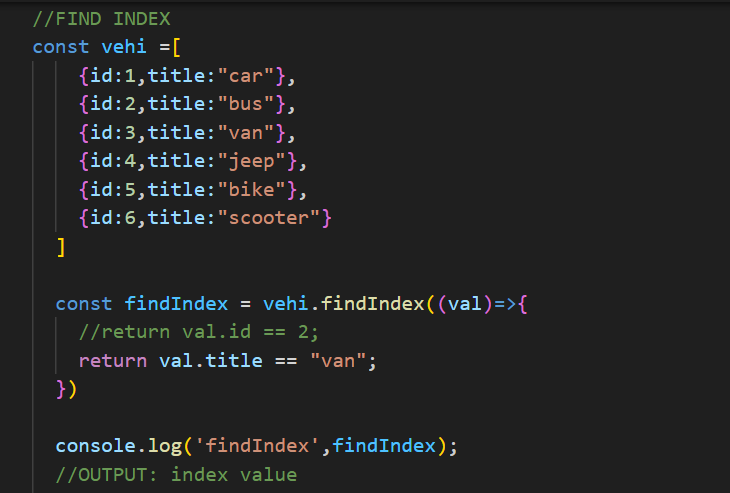 //FIND INDEX
const vehi =[
{id:1,title:"car"},
{id:2,title:"bus"},
{id:3,title:"van"},
{id:4,title:"jeep"},
{id:5,title:"bike"},
{id:6,title:"scooter"}
]
const findIndex = vehi.findIndex((val)=>{
//return val.id == 2;
return val.title == "van";
})
console.log('findIndex',findIndex);
//OUTPUT: index value